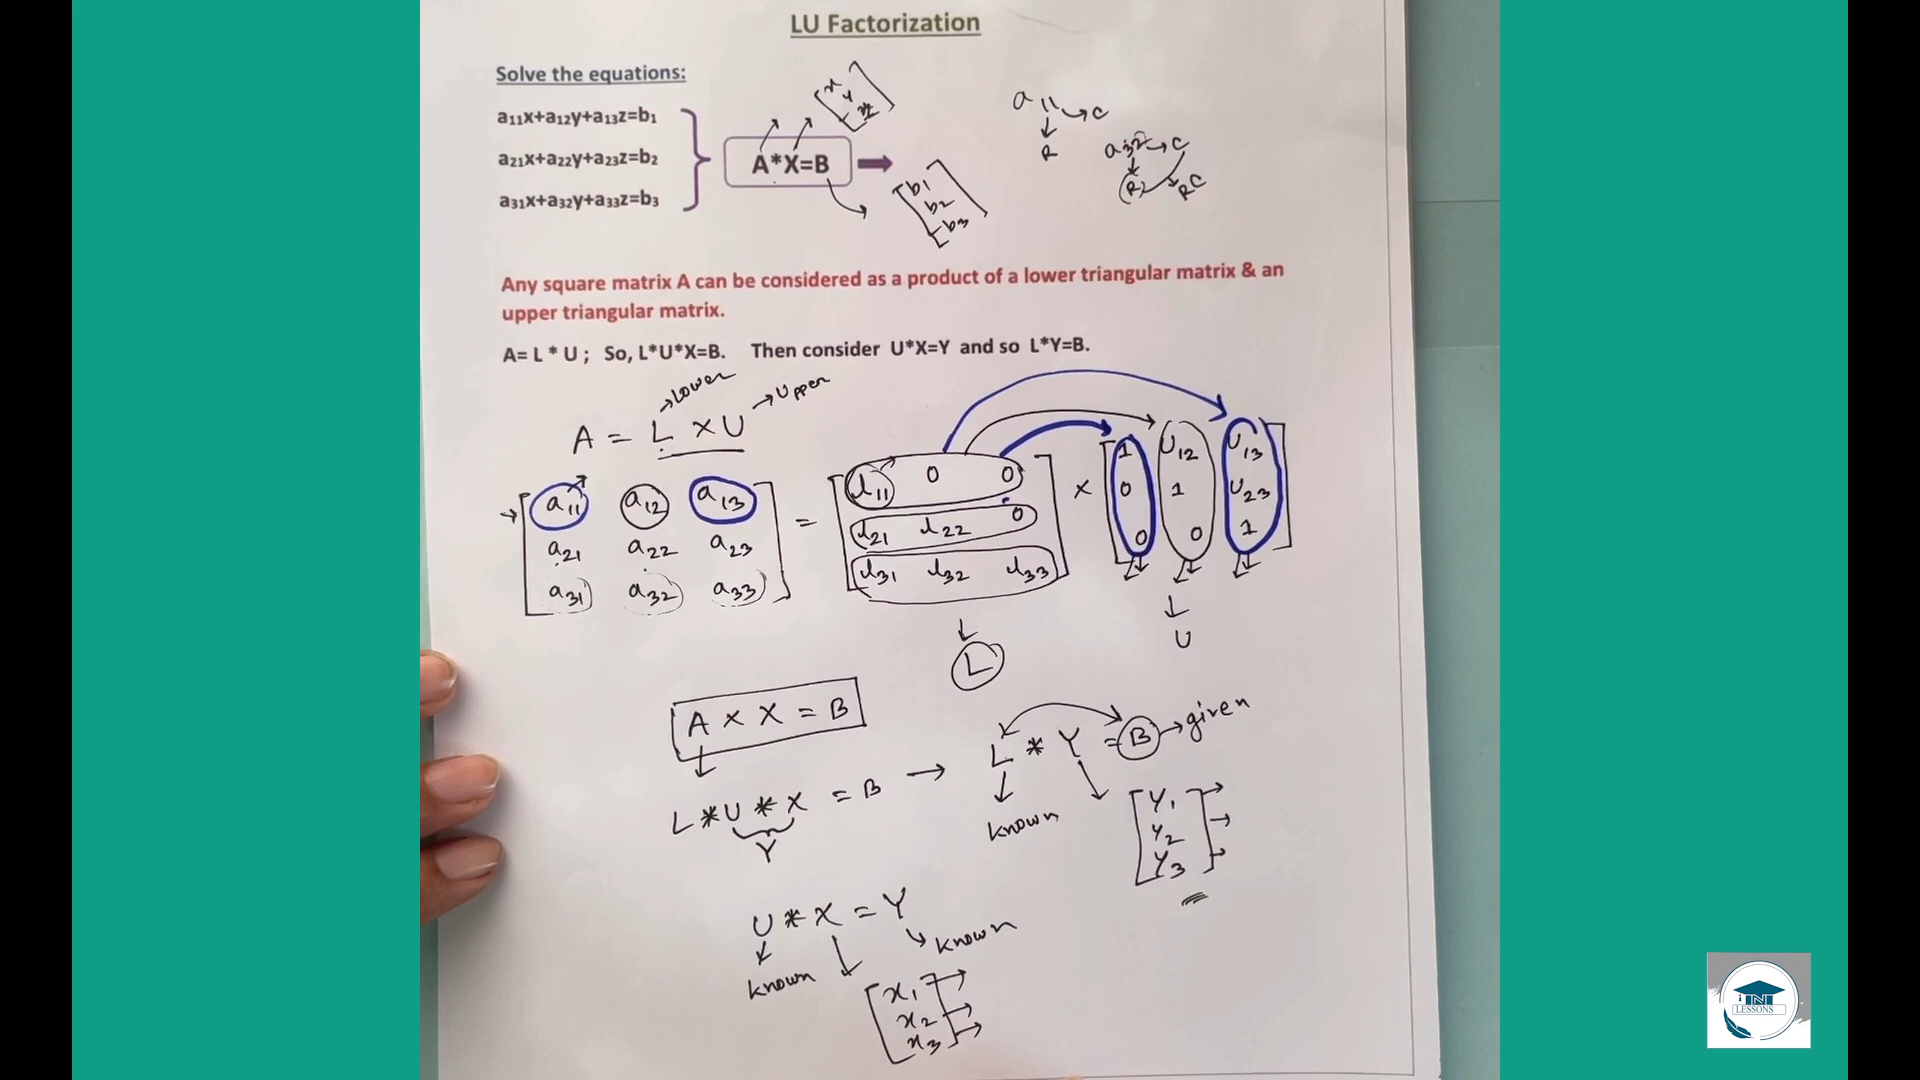 LU Factorization
Solve the equations:
a11x+a12y+a13z=b1
a21x+a22y+a23z=b2
a31x+a32y+a33z=b3
A*X=B
x
y
z
b1
b2
b3
a11 → C
R
a32 → C
R
RC
Any square matrix A can be considered as a product of a lower triangular matrix & an
upper triangular matrix.
A= L * U ; So, L*U*X=B. Then consider U*X=Y and so L*Y=B.
→ Lower
→ Upper
A = L × U
a11 a12 a13
a21 a22 a23
a31 a32 a33
=
l11 0 0
l21 l22 0
l31 l32 l33
×
1 U12 U13
0 1 U23
0 0 1
L
U
A × X = B
L * U * X = B →
Y
L * Y = B → given
known
Y1
Y2
Y3
U * X = Y
known
known
x1
x2
x3
iTNT
LESSONS